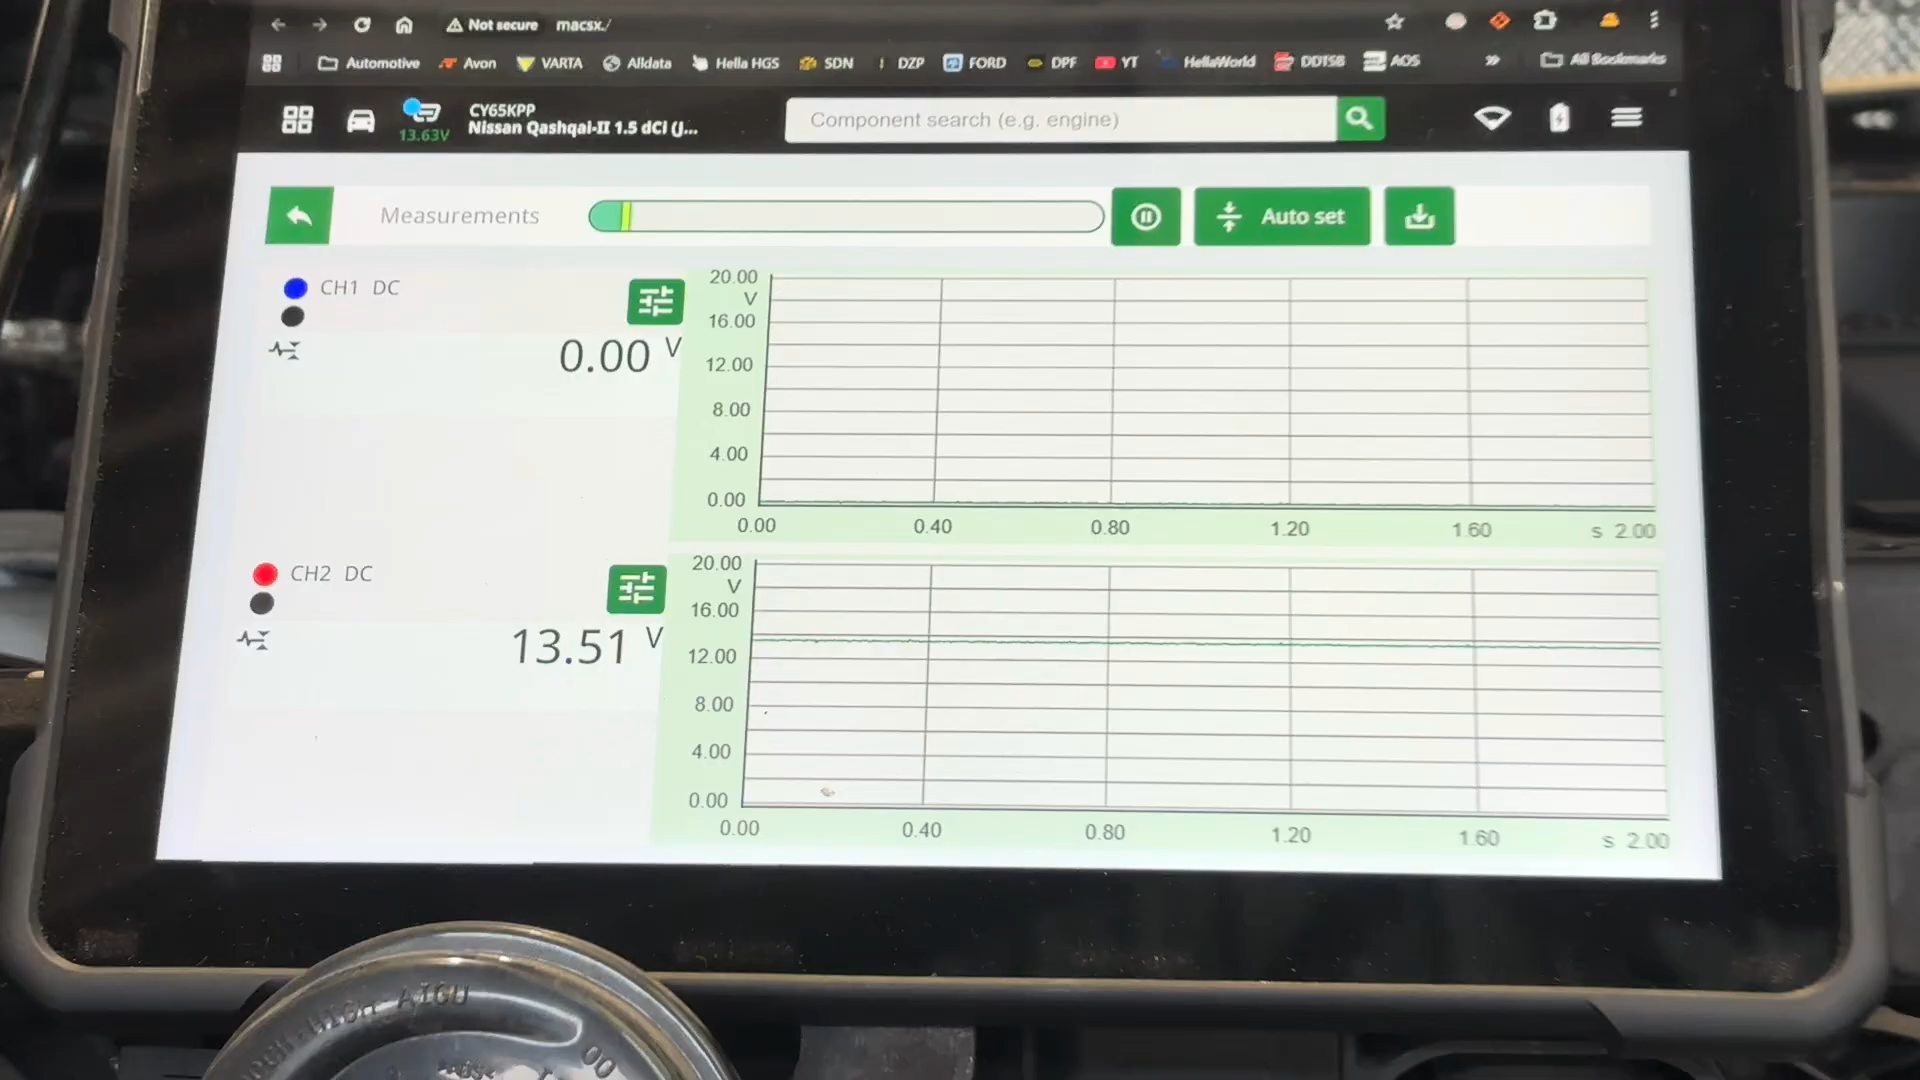 Not secure macsx./
Automotive Avon VARTA Alldata Hella HGS SDN DZP FORD DPF YT HellaWorld AOS » All Bookmarks
13.63V
CY65KPP
Nissan Qashqai-II 1.5 dCi (J...
Component search (e.g. engine)
Measurements
Auto set
CH1 DC
0.00 V
20.00
V
16.00
12.00
8.00
4.00
0.00
0.00 0.40 0.80 1.20 1.60 s 2.00
CH2 DC
13.51 V
20.00
V
16.00
12.00
8.00
4.00
0.00
0.00 0.40 0.80 1.20 1.60 s 2.00